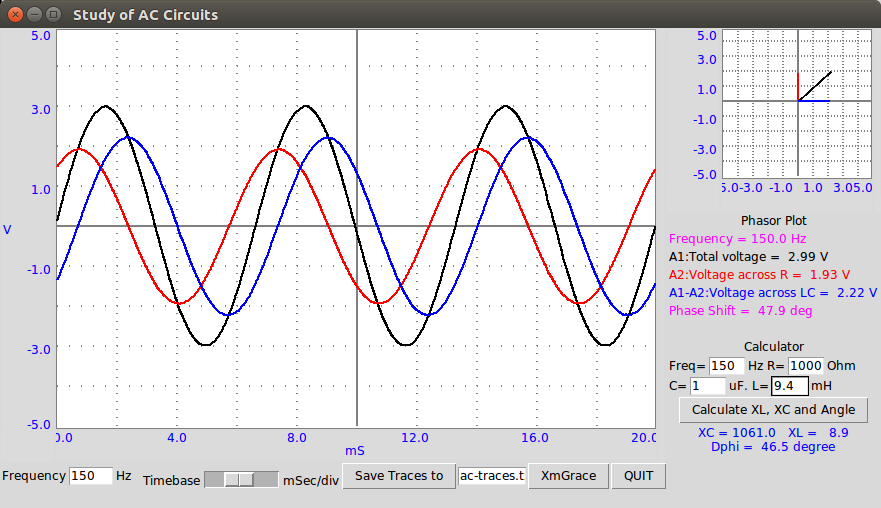 Study of AC Circuits
5.0
3.0
1.0
V
-1.0
-3.0
-5.0
0.0 4.0 8.0 12.0 16.0 20.0
mS
5.0
3.0
1.0
-1.0
-3.0
-5.0
5.0 -3.0 -1.0 1.0 3.0 5.0
Phasor Plot
Frequency = 150.0 Hz
A1:Total voltage = 2.99 V
A2:Voltage across R = 1.93 V
A1-A2:Voltage across LC = 2.22 V
Phase Shift = 47.9 deg
Calculator
Freq= 150 Hz R= 1000 Ohm
C= 1 uF. L= 9.4 mH
Calculate XL, XC and Angle
XC = 1061.0 XL = 8.9
Dphi = 46.5 degree
Frequency 150 Hz Timebase mSec/div Save Traces to ac-traces.t XmGrace QUIT